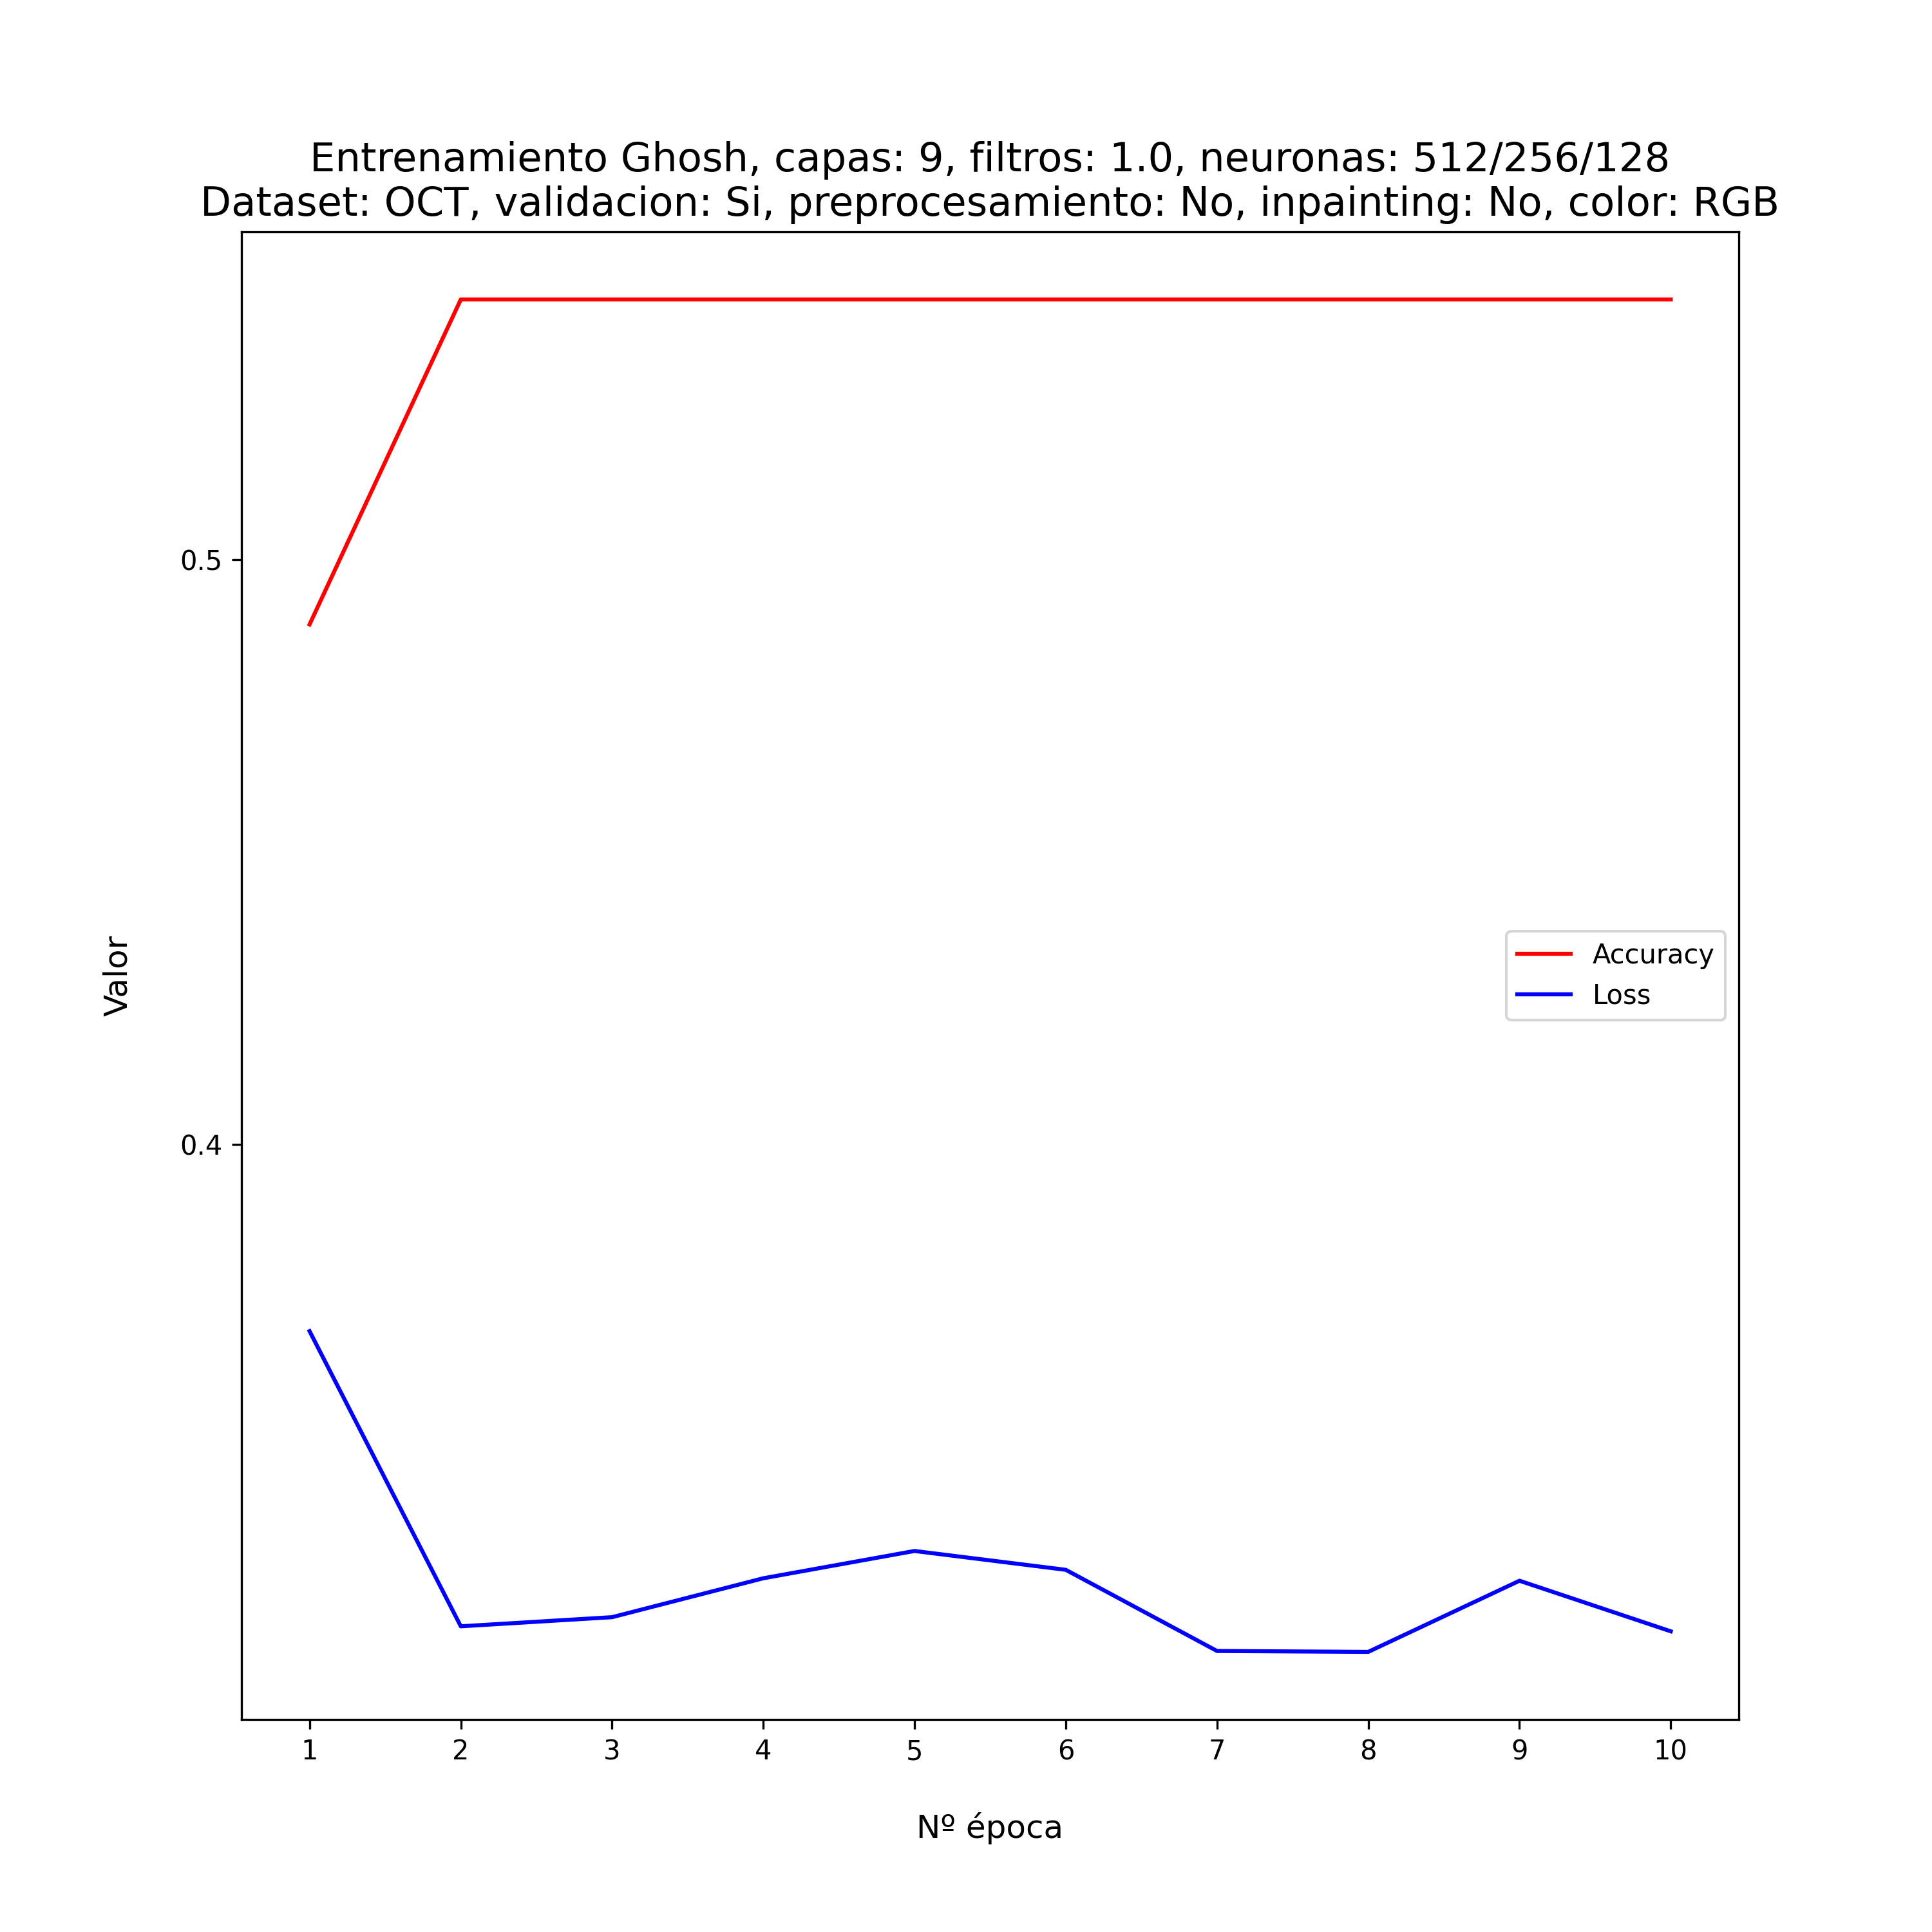 Entrenamiento Ghosh, capas: 9, filtros: 1.0, neuronas: 512/256/128
Dataset: OCT, validacion: Si, preprocesamiento: No, inpainting: No, color: RGB
0.5
0.4
Valor
Accuracy
Loss
1 2 3 4 5 6 7 8 9 10
Nº época